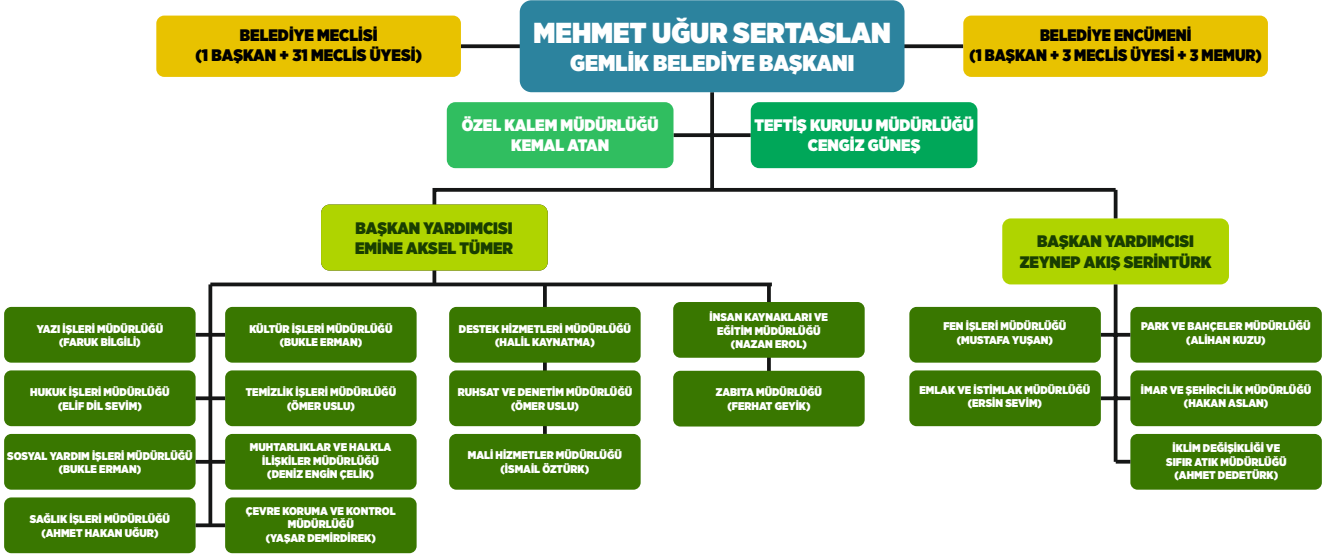 BELEDİYE MECLİSİ
(1 BAŞKAN + 31 MECLİS ÜYESİ)
MEHMET UĞUR SERTASLAN
GEMLİK BELEDİYE BAŞKANI
BELEDİYE ENCÜMENİ
(1 BAŞKAN + 3 MECLİS ÜYESİ + 3 MEMUR)
ÖZEL KALEM MÜDÜRLÜĞÜ
KEMAL ATAN
TEFTİŞ KURULU MÜDÜRLÜĞÜ
CENGİZ GÜNEŞ
BAŞKAN YARDIMCISI
EMİNE AKSEL TÜMER
BAŞKAN YARDIMCISI
ZEYNEP AKIŞ SERİNTÜRK
YAZI İŞLERİ MÜDÜRLÜĞÜ
(FARUK BİLGİLİ)
KÜLTÜR İŞLERİ MÜDÜRLÜĞÜ
(BUKLE ERMAN)
DESTEK HİZMETLERİ MÜDÜRLÜĞÜ
(HALİL KAYNATMA)
İNSAN KAYNAKLARI VE
EĞİTİM MÜDÜRLÜĞÜ
(NAZAN EROL)
FEN İŞLERİ MÜDÜRLÜĞÜ
(MUSTAFA YUŞAN)
PARK VE BAHÇELER MÜDÜRLÜĞÜ
(ALİHAN KUZU)
HUKUK İŞLERİ MÜDÜRLÜĞÜ
(ELİF DİL SEVİM)
TEMİZLİK İŞLERİ MÜDÜRLÜĞÜ
(ÖMER USLU)
RUHSAT VE DENETİM MÜDÜRLÜĞÜ
(ÖMER USLU)
ZABITA MÜDÜRLÜĞÜ
(FERHAT GEYİK)
EMLAK VE İSTİMLAK MÜDÜRLÜĞÜ
(ERSİN SEVİM)
İMAR VE ŞEHİRCİLİK MÜDÜRLÜĞÜ
(HAKAN ASLAN)
SOSYAL YARDIM İŞLERİ MÜDÜRLÜĞÜ
(BUKLE ERMAN)
MUHTARLIKLAR VE HALKLA
İLİŞKİLER MÜDÜRLÜĞÜ
(DENİZ ENGİN ÇELİK)
MALİ HİZMETLER MÜDÜRLÜĞÜ
(İSMAİL ÖZTÜRK)
İKLİM DEĞİŞİKLİĞİ VE
SIFIR ATIK MÜDÜRLÜĞÜ
(AHMET DEDETÜRK)
SAĞLIK İŞLERİ MÜDÜRLÜĞÜ
(AHMET HAKAN UĞUR)
ÇEVRE KORUMA VE KONTROL
MÜDÜRLÜĞÜ
(YAŞAR DEMİRDİREK)